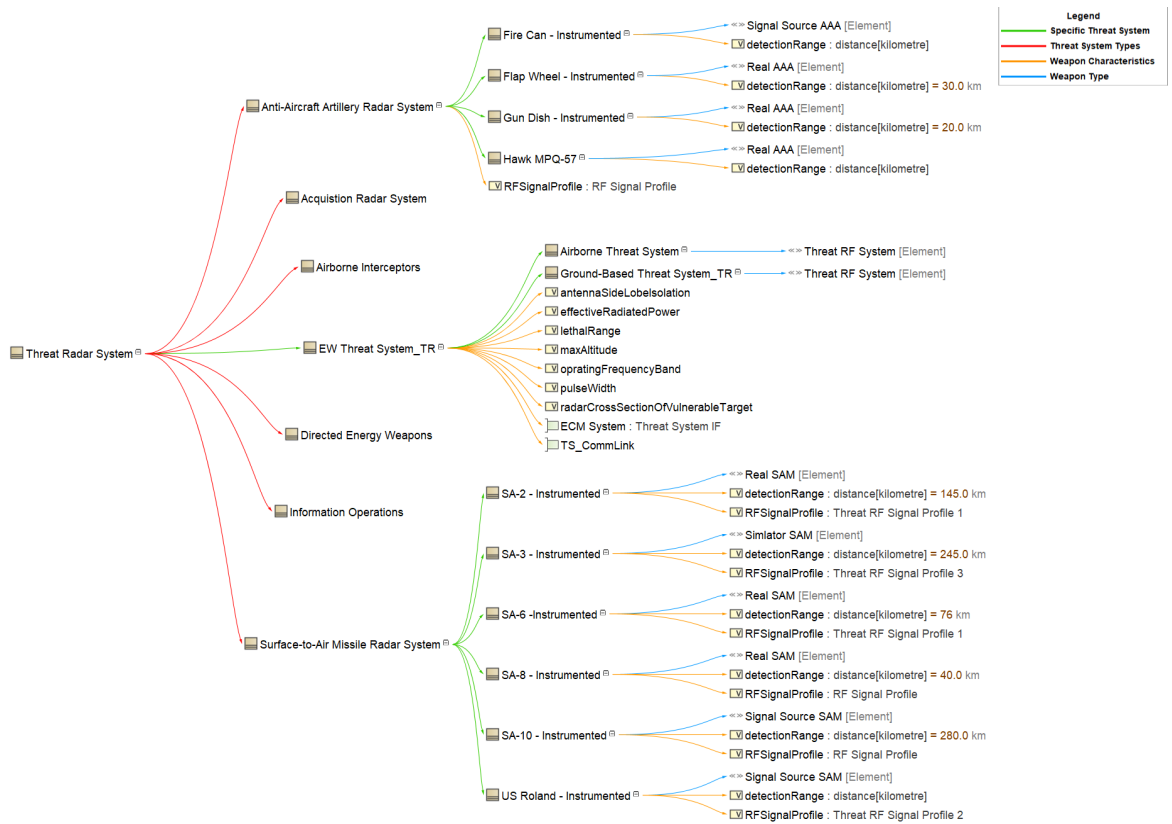 Legend
Specific Threat System
Threat System Types
Weapon Characteristics
Weapon Type
Threat Radar System
Anti-Aircraft Artillery Radar System
Fire Can - Instrumented
«» Signal Source AAA [Element]
V detectionRange : distance[kilometre]
Flap Wheel - Instrumented
«» Real AAA [Element]
V detectionRange : distance[kilometre] = 30.0 km
Gun Dish - Instrumented
«» Real AAA [Element]
V detectionRange : distance[kilometre] = 20.0 km
Hawk MPQ-57
«» Real AAA [Element]
V detectionRange : distance[kilometre]
V RFSignalProfile : RF Signal Profile
Acquistion Radar System
Airborne Interceptors
EW Threat System_TR
Airborne Threat System
«» Threat RF System [Element]
Ground-Based Threat System_TR
«» Threat RF System [Element]
V antennaSideLobeIsolation
V effectiveRadiatedPower
V lethalRange
V maxAltitude
V opratingFrequencyBand
V pulseWidth
V radarCrossSectionOfVulnerableTarget
ECM System : Threat System IF
TS_CommLink
Directed Energy Weapons
Information Operations
Surface-to-Air Missile Radar System
SA-2 - Instrumented
«» Real SAM [Element]
V detectionRange : distance[kilometre] = 145.0 km
V RFSignalProfile : Threat RF Signal Profile 1
SA-3 - Instrumented
«» Simlator SAM [Element]
V detectionRange : distance[kilometre] = 245.0 km
V RFSignalProfile : Threat RF Signal Profile 3
SA-6 -Instrumented
«» Real SAM [Element]
V detectionRange : distance[kilometre] = 76 km
V RFSignalProfile : Threat RF Signal Profile 1
SA-8 - Instrumented
«» Real SAM [Element]
V detectionRange : distance[kilometre] = 40.0 km
V RFSignalProfile : RF Signal Profile
SA-10 - Instrumented
«» Signal Source SAM [Element]
V detectionRange : distance[kilometre] = 280.0 km
V RFSignalProfile : RF Signal Profile
US Roland - Instrumented
«» Signal Source SAM [Element]
V detectionRange : distance[kilometre]
V RFSignalProfile : Threat RF Signal Profile 2